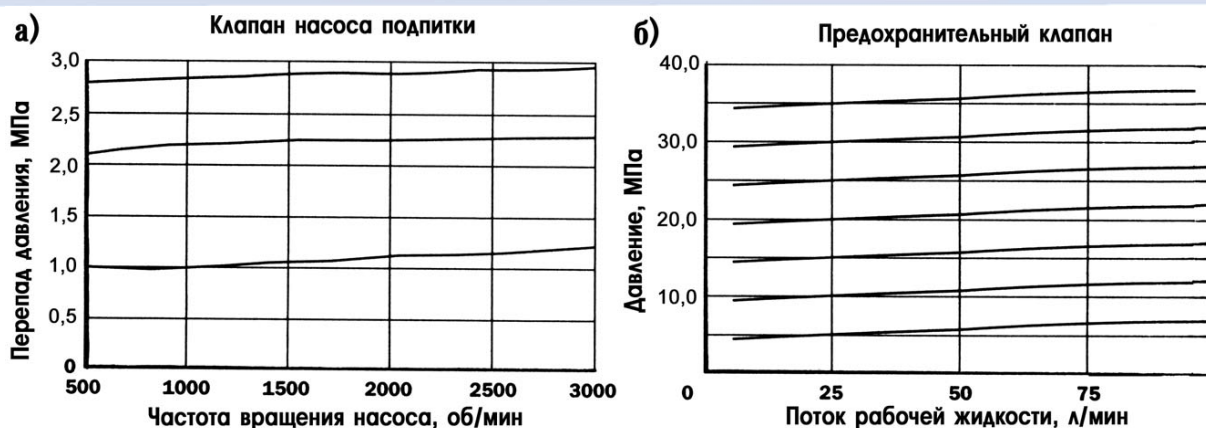 а)
Клапан насоса подпитки
Перепад давления, МПа
3,0
2,5
2,0
1,5
1,0
0,5
0
500 1000 1500 2000 2500 3000
Частота вращения насоса, об/мин
б)
Предохранительный клапан
Давление, МПа
40,0
30,0
20,0
10,0
0 25 50 75
Поток рабочей жидкости, л/мин